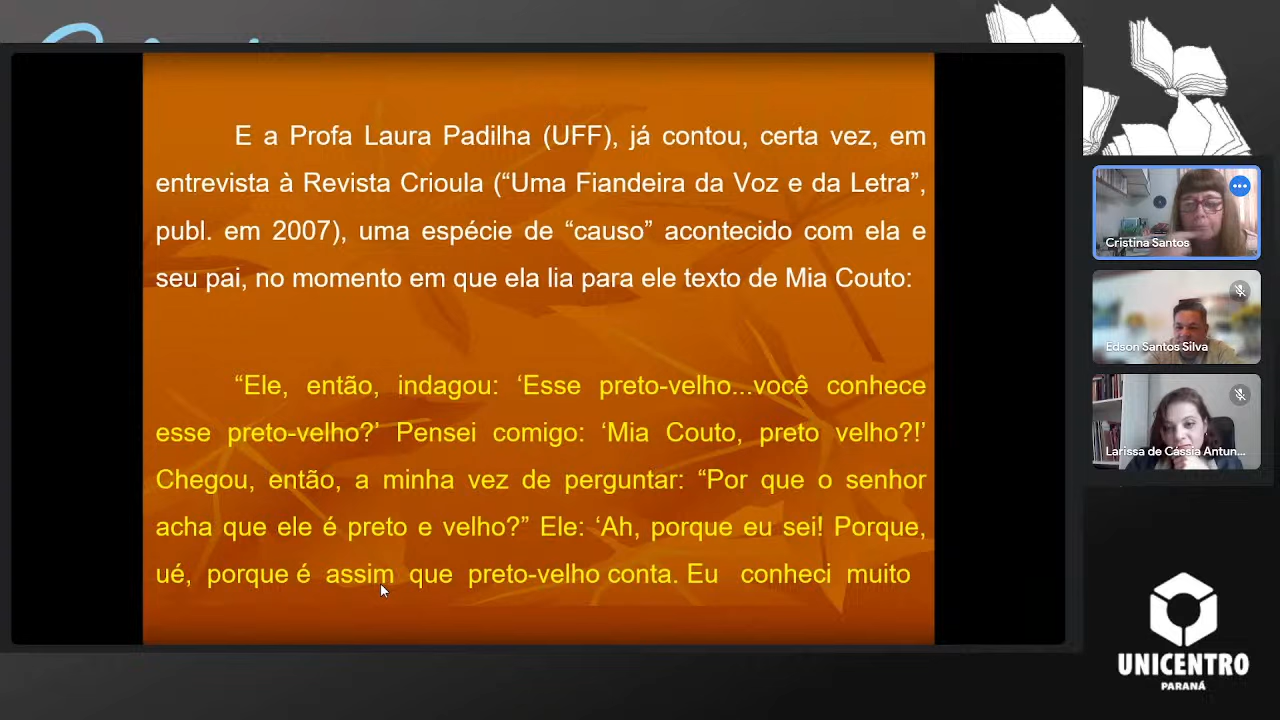 E a Profa Laura Padilha (UFF), já contou, certa vez, em
entrevista à Revista Crioula (“Uma Fiandeira da Voz e da Letra”,
publ. em 2007), uma espécie de “causo” acontecido com ela e
seu pai, no momento em que ela lia para ele texto de Mia Couto:
“Ele, então, indagou: ‘Esse preto-velho...você conhece
esse preto-velho?’ Pensei comigo: ‘Mia Couto, preto velho?!’
Chegou, então, a minha vez de perguntar: “Por que o senhor
acha que ele é preto e velho?” Ele: ‘Ah, porque eu sei! Porque,
ué, porque é assim que preto-velho conta. Eu conheci muito
Cristina Santos
Edson Santos Silva
Larissa de Cássia Antun...
UNICENTRO
PARANÁ